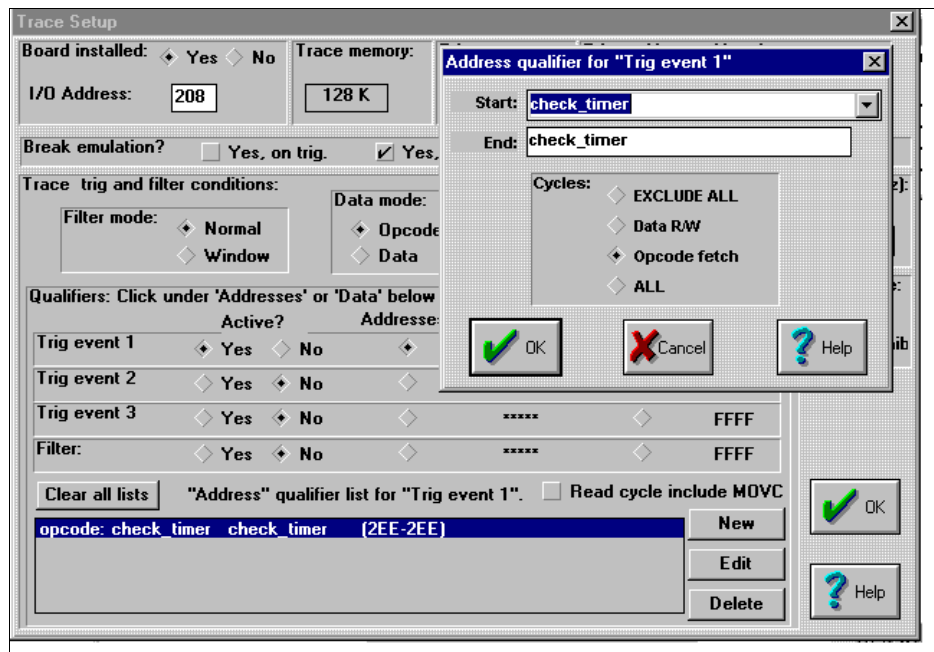 Trace Setup
Board installed: Yes No
Trace memory:
I/O Address: 208
128 K
Address qualifier for "Trig event 1"
Start: check_timer
End: check_timer
Cycles:
EXCLUDE ALL
Data R/W
Opcode fetch
ALL
OK Cancel Help
Break emulation? Yes, on trig. Yes,
Trace trig and filter conditions:
Filter mode:
Normal
Window
Data mode:
Opcode
Data
z):
Qualifiers: Click under 'Addresses' or 'Data' below
Active? Addresse
Trig event 1 Yes No
Trig event 2 Yes No
Trig event 3 Yes No ***** FFFF
Filter: Yes No ***** FFFF
Clear all lists "Address" qualifier list for "Trig event 1". Read cycle include MOVC
opcode: check_timer check_timer (2EE-2EE)
New
Edit
Delete
OK
Help